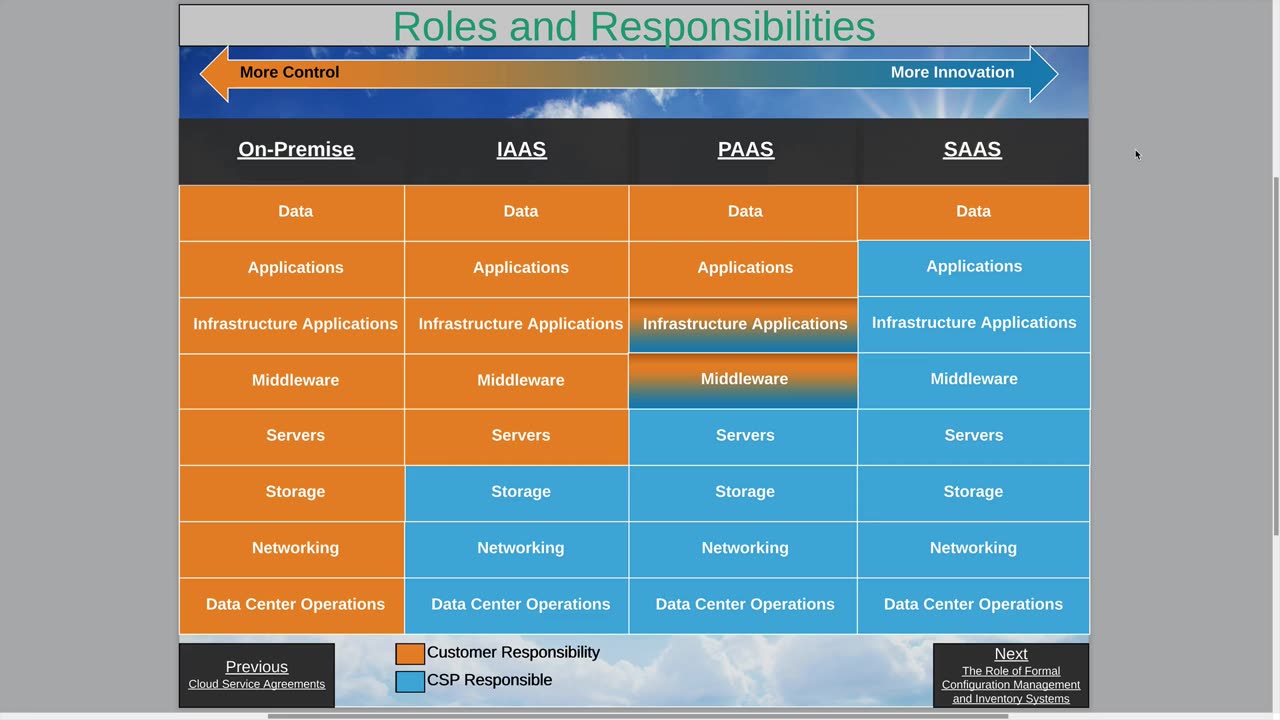 Roles and Responsibilities
More Control
More Innovation
On-Premise
IAAS
PAAS
SAAS
Data
Data
Data
Data
Applications
Applications
Applications
Applications
Infrastructure Applications
Infrastructure Applications
Infrastructure Applications
Infrastructure Applications
Middleware
Middleware
Middleware
Middleware
Servers
Servers
Servers
Servers
Storage
Storage
Storage
Storage
Networking
Networking
Networking
Networking
Data Center Operations
Data Center Operations
Data Center Operations
Data Center Operations
Previous
Cloud Service Agreements
Customer Responsibility
CSP Responsible
Next
The Role of Formal
Configuration Management
and Inventory Systems